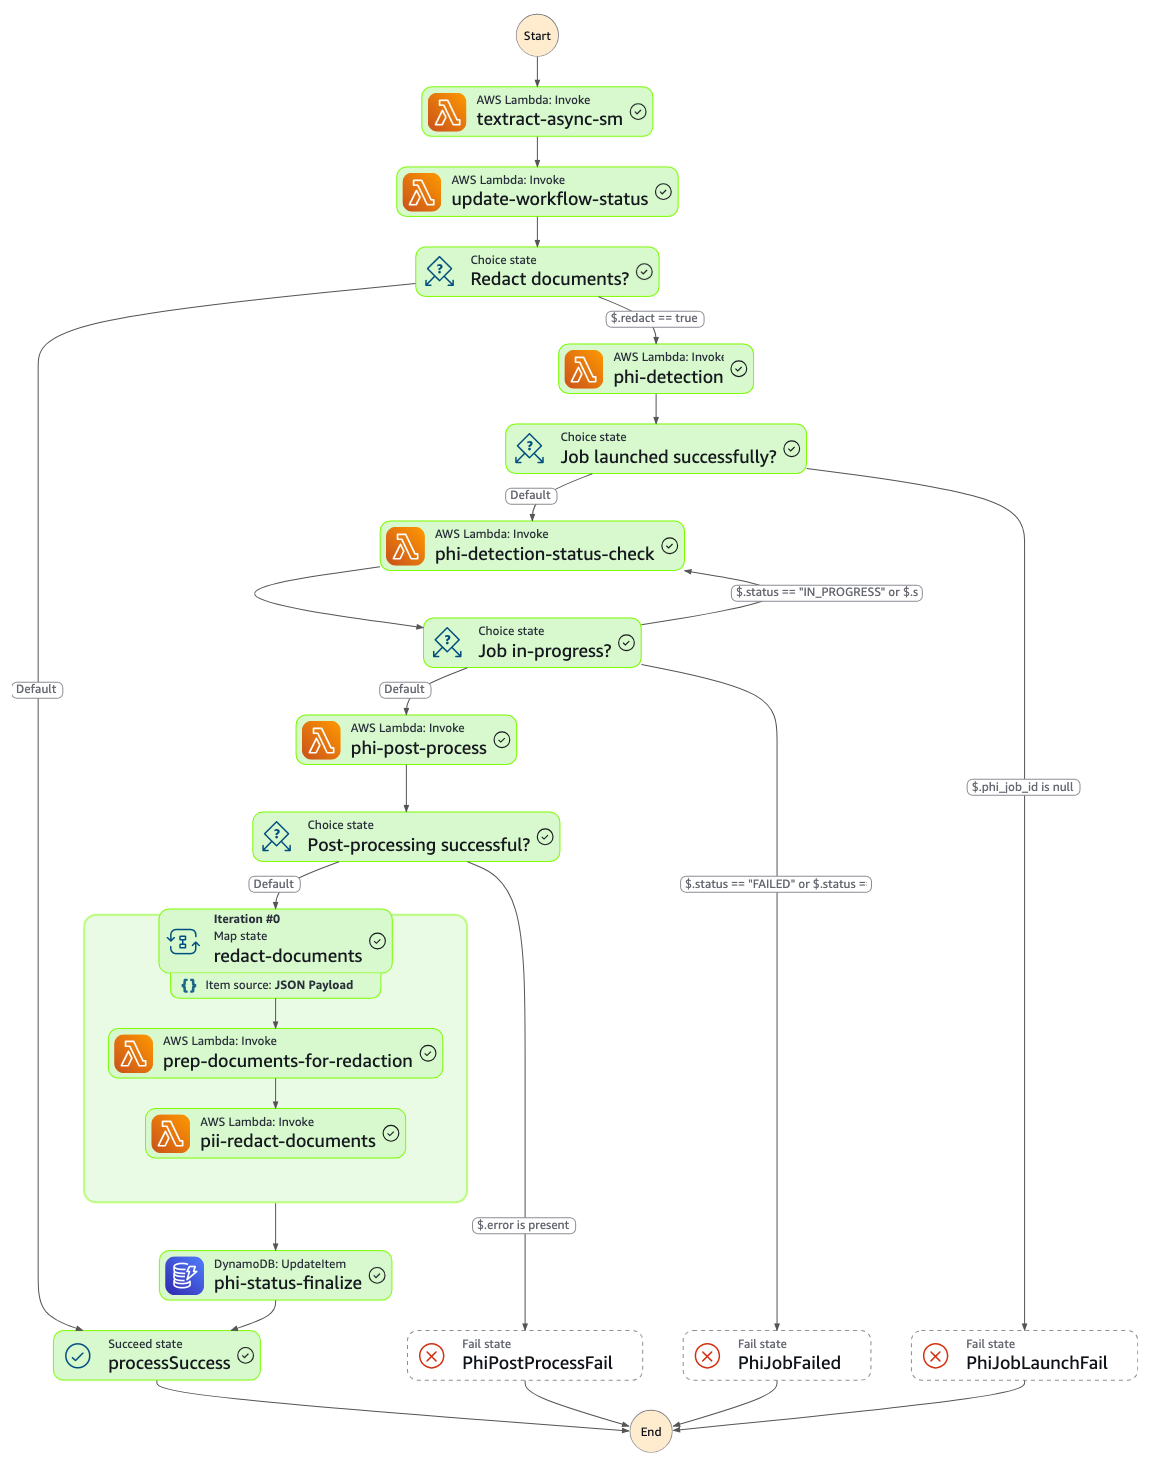 Start
AWS Lambda: Invoke
textract-async-sm
AWS Lambda: Invoke
update-workflow-status
Choice state
Redact documents?
$.redact == true
AWS Lambda: Invoke
phi-detection
Choice state
Job launched successfully?
Default
AWS Lambda: Invoke
phi-detection-status-check
$.status == "IN_PROGRESS" or $.s
Choice state
Job in-progress?
Default
Default
AWS Lambda: Invoke
phi-post-process
$.phi_job_id is null
Choice state
Post-processing successful?
Default
$.status == "FAILED" or $.status =
Iteration #0
Map state
redact-documents
{} Item source: JSON Payload
AWS Lambda: Invoke
prep-documents-for-redaction
AWS Lambda: Invoke
pii-redact-documents
$.error is present
DynamoDB: UpdateItem
phi-status-finalize
Succeed state
processSuccess
Fail state
PhiPostProcessFail
Fail state
PhiJobFailed
Fail state
PhiJobLaunchFail
End